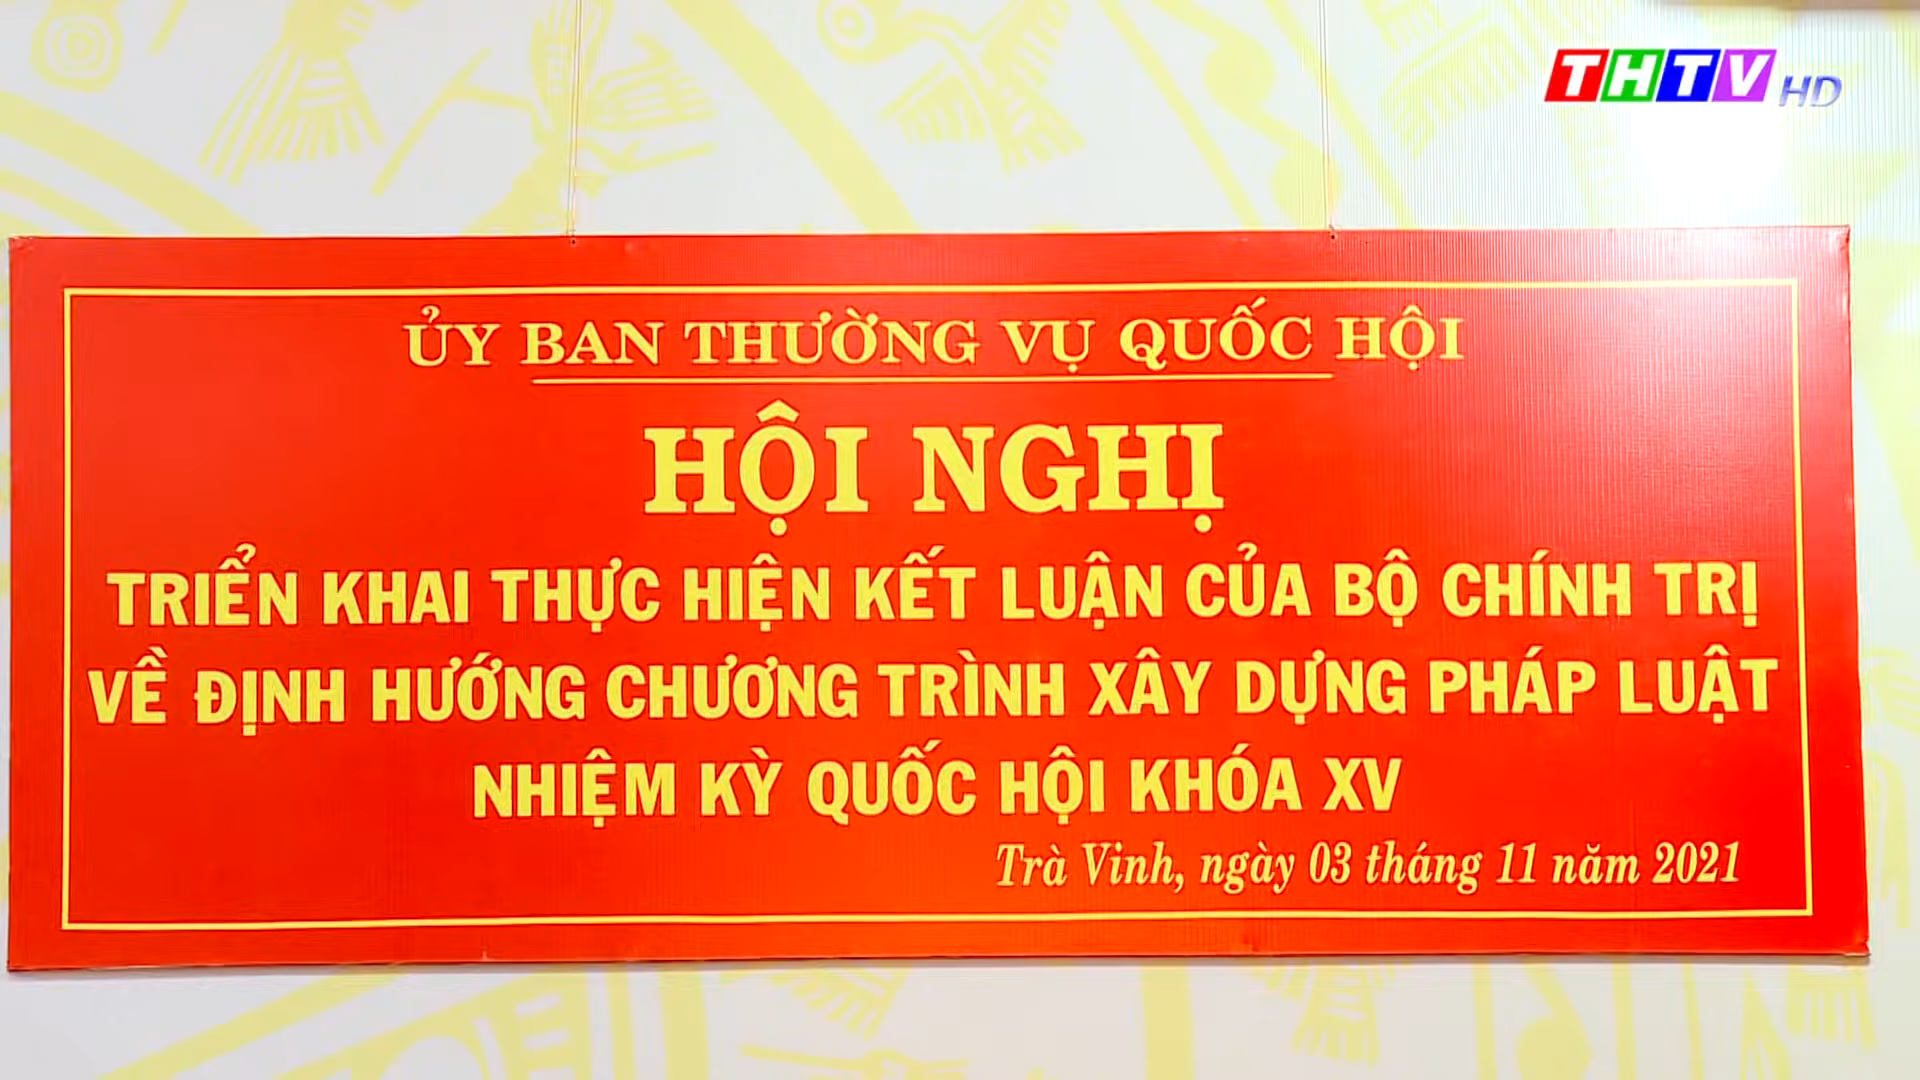 THTV HD
ỦY BAN THƯỜNG VỤ QUỐC HỘI
HỘI NGHỊ
TRIỂN KHAI THỰC HIỆN KẾT LUẬN CỦA BỘ CHÍNH TRỊ
VỀ ĐỊNH HƯỚNG CHƯƠNG TRÌNH XÂY DỰNG PHÁP LUẬT
NHIỆM KỲ QUỐC HỘI KHÓA XV
Trà Vinh, ngày 03 tháng 11 năm 2021